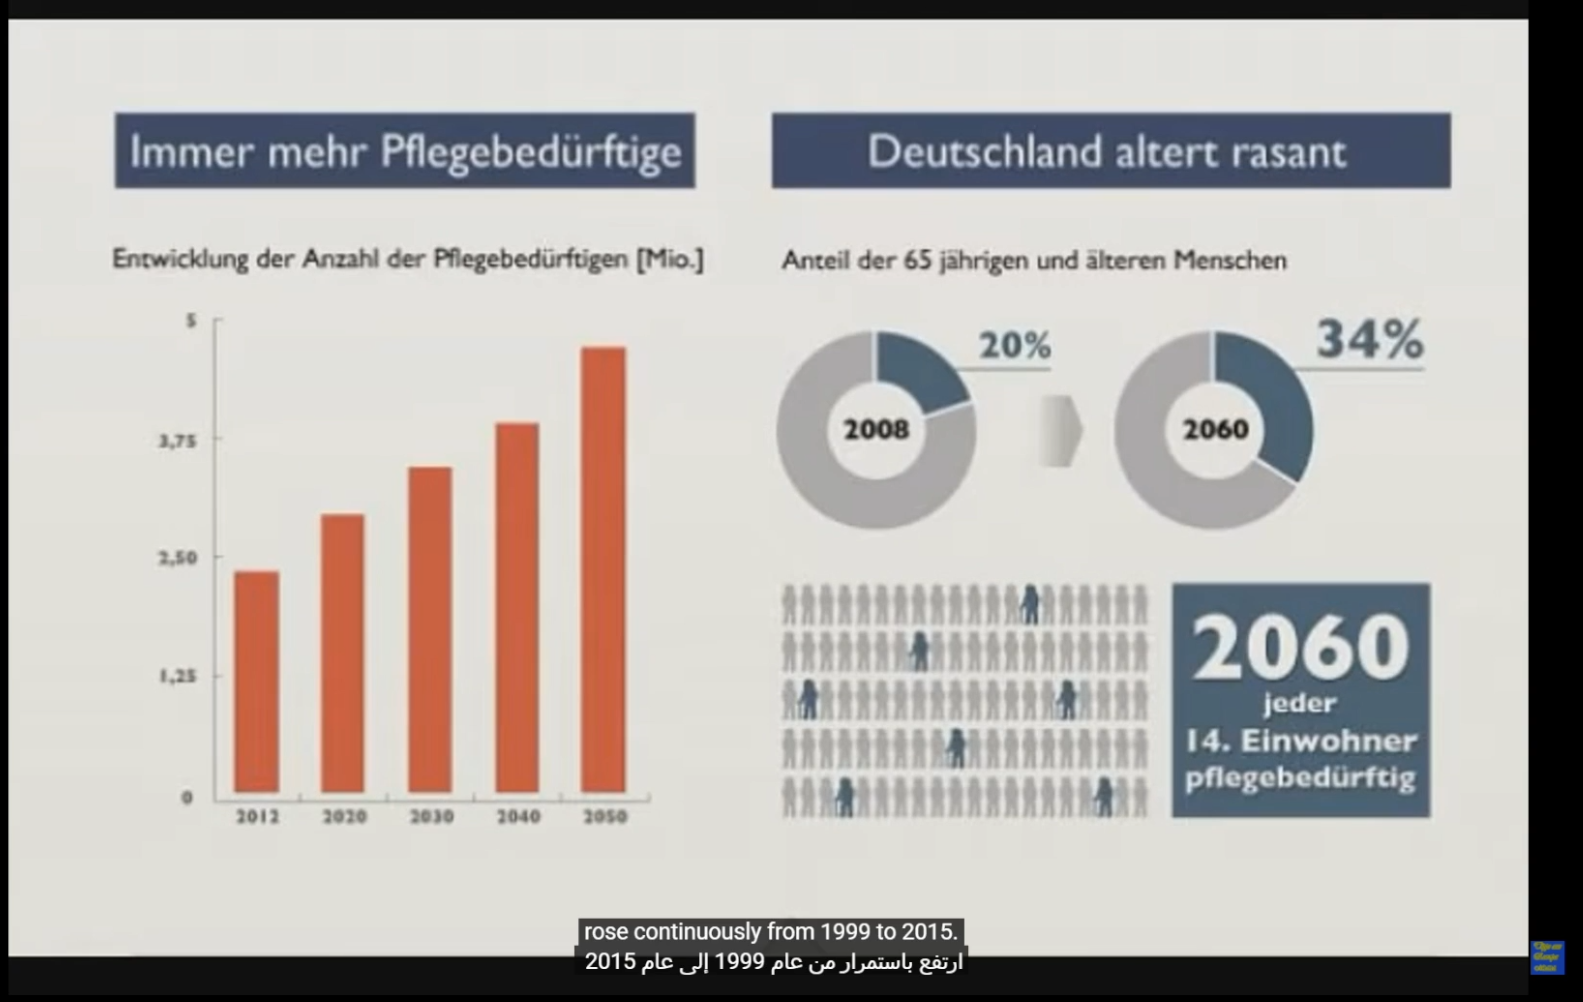 Immer mehr Pflegebedürftige
Entwicklung der Anzahl der Pflegebedürftigen [Mio.]
5
3,75
2,50
1,25
0
2012 2020 2030 2040 2050
Deutschland altert rasant
Anteil der 65 jährigen und älteren Menschen
20%
2008
34%
2060
2060
jeder
14. Einwohner
pflegebedürftig
rose continuously from 1999 to 2015.
ارتفع باستمرار من عام 1999 إلى عام 2015